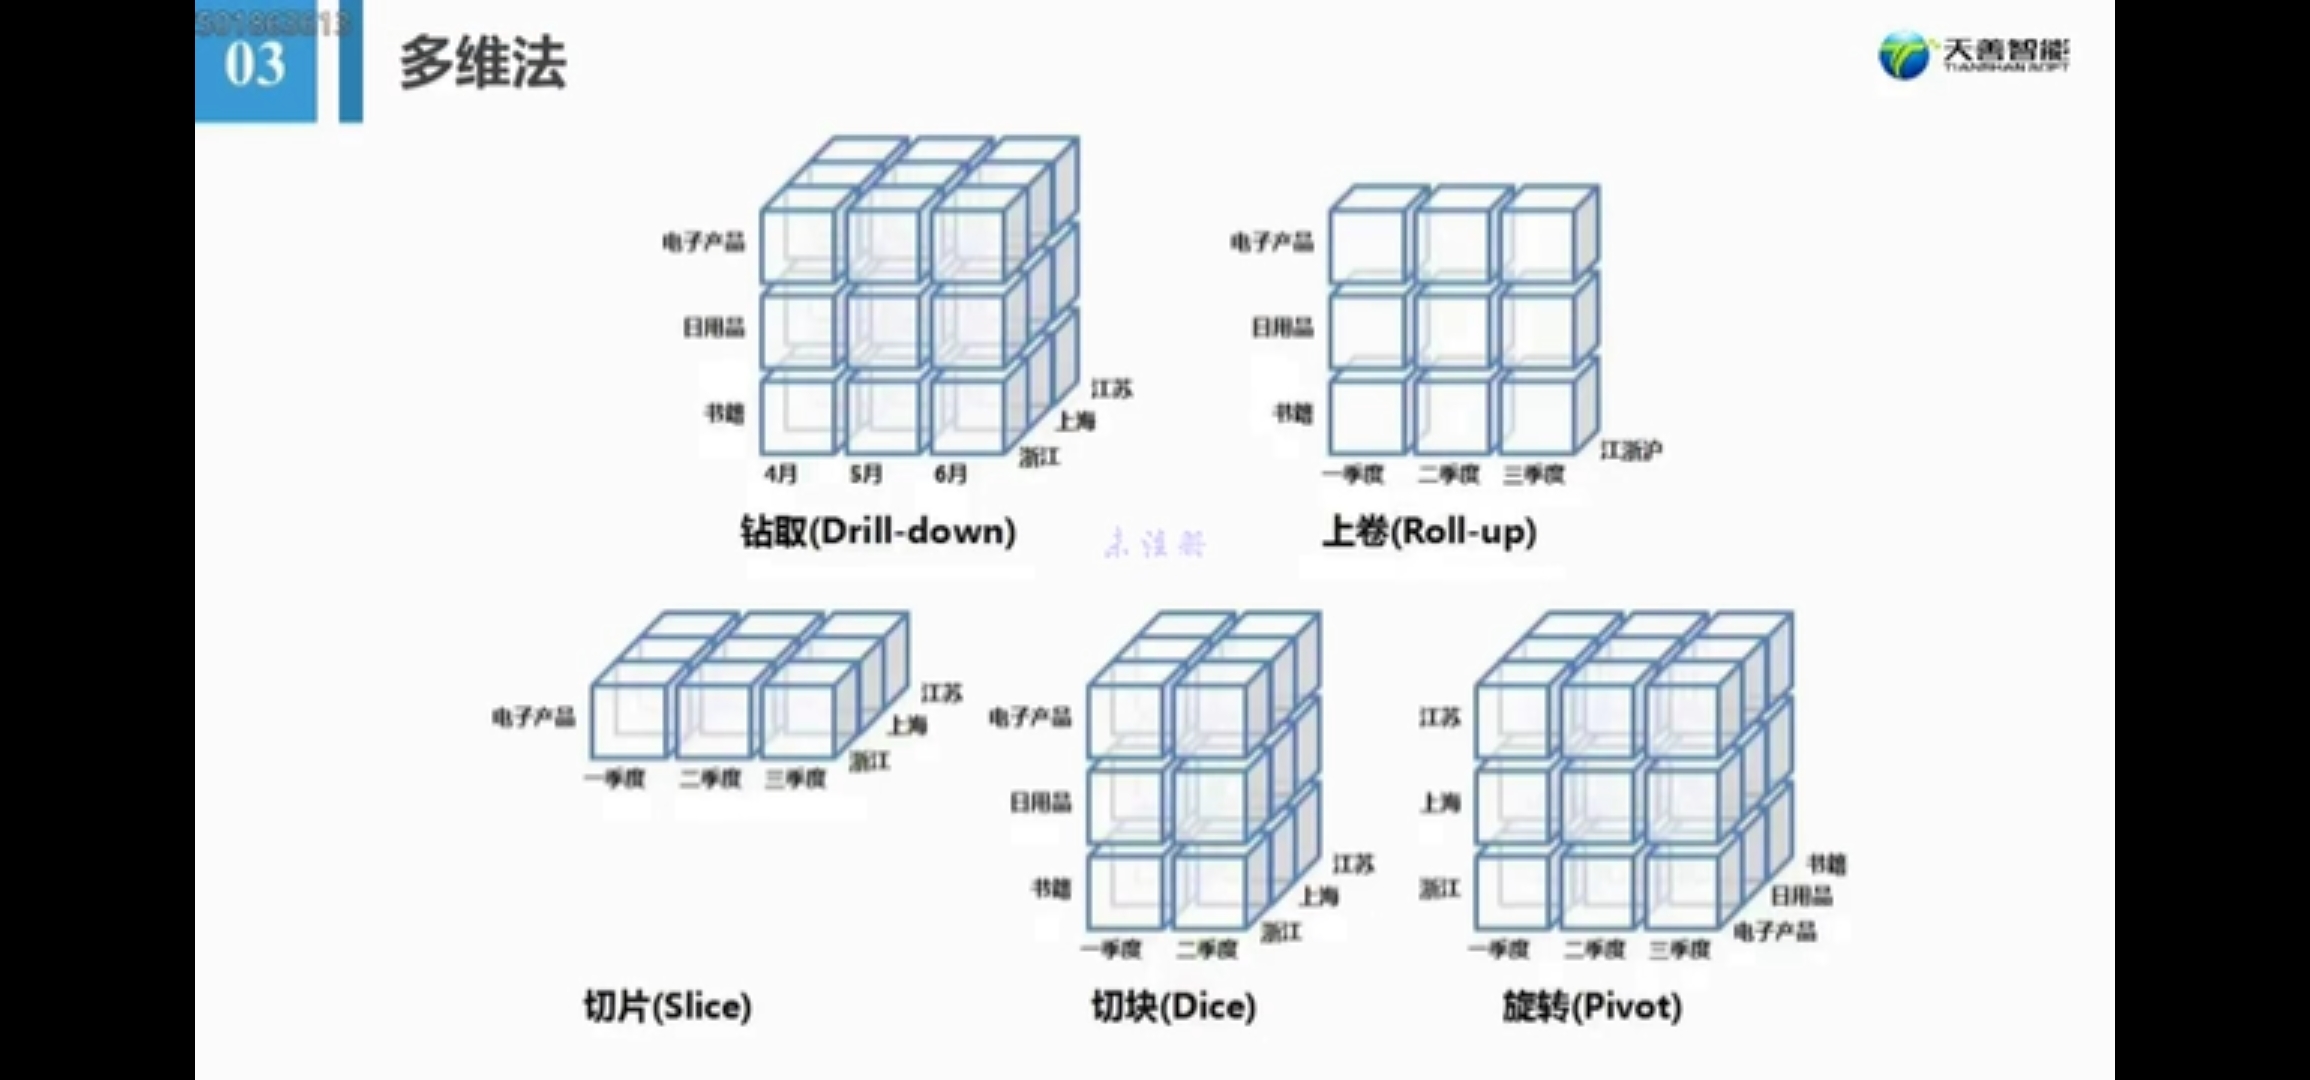 03
多维法
天善智能
TIANSHAN SOFT
电子产品
日用品
书籍
4月 5月 6月
浙江
上海
江苏
钻取(Drill-down)
电子产品
日用品
书籍
一季度 二季度 三季度
江浙沪
上卷(Roll-up)
未注册
电子产品
一季度 二季度 三季度
浙江
上海
江苏
切片(Slice)
电子产品
日用品
书籍
一季度 二季度
浙江
上海
江苏
切块(Dice)
江苏
上海
浙江
一季度 二季度 三季度
电子产品
日用品
书籍
旋转(Pivot)